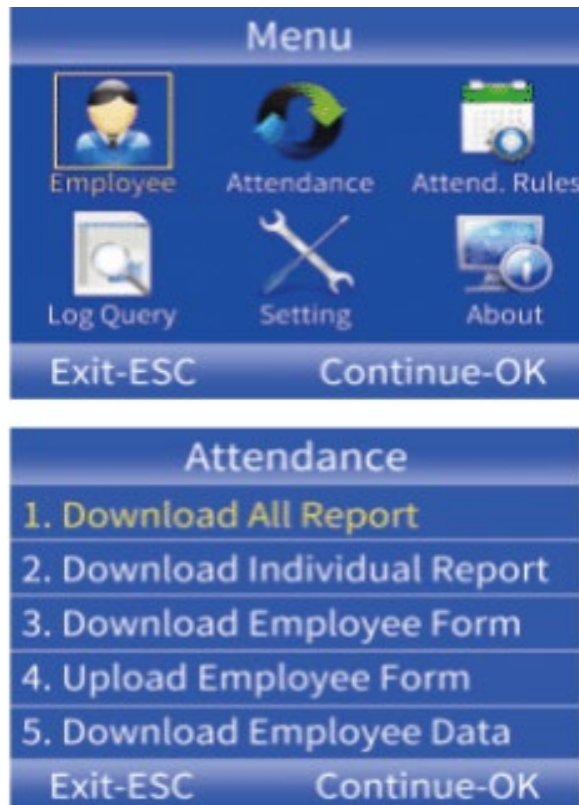 Menu
Employee Attendance Attend. Rules
Log Query Setting About
Exit-ESC Continue-OK
Attendance
1. Download All Report
2. Download Individual Report
3. Download Employee Form
4. Upload Employee Form
5. Download Employee Data
Exit-ESC Continue-OK